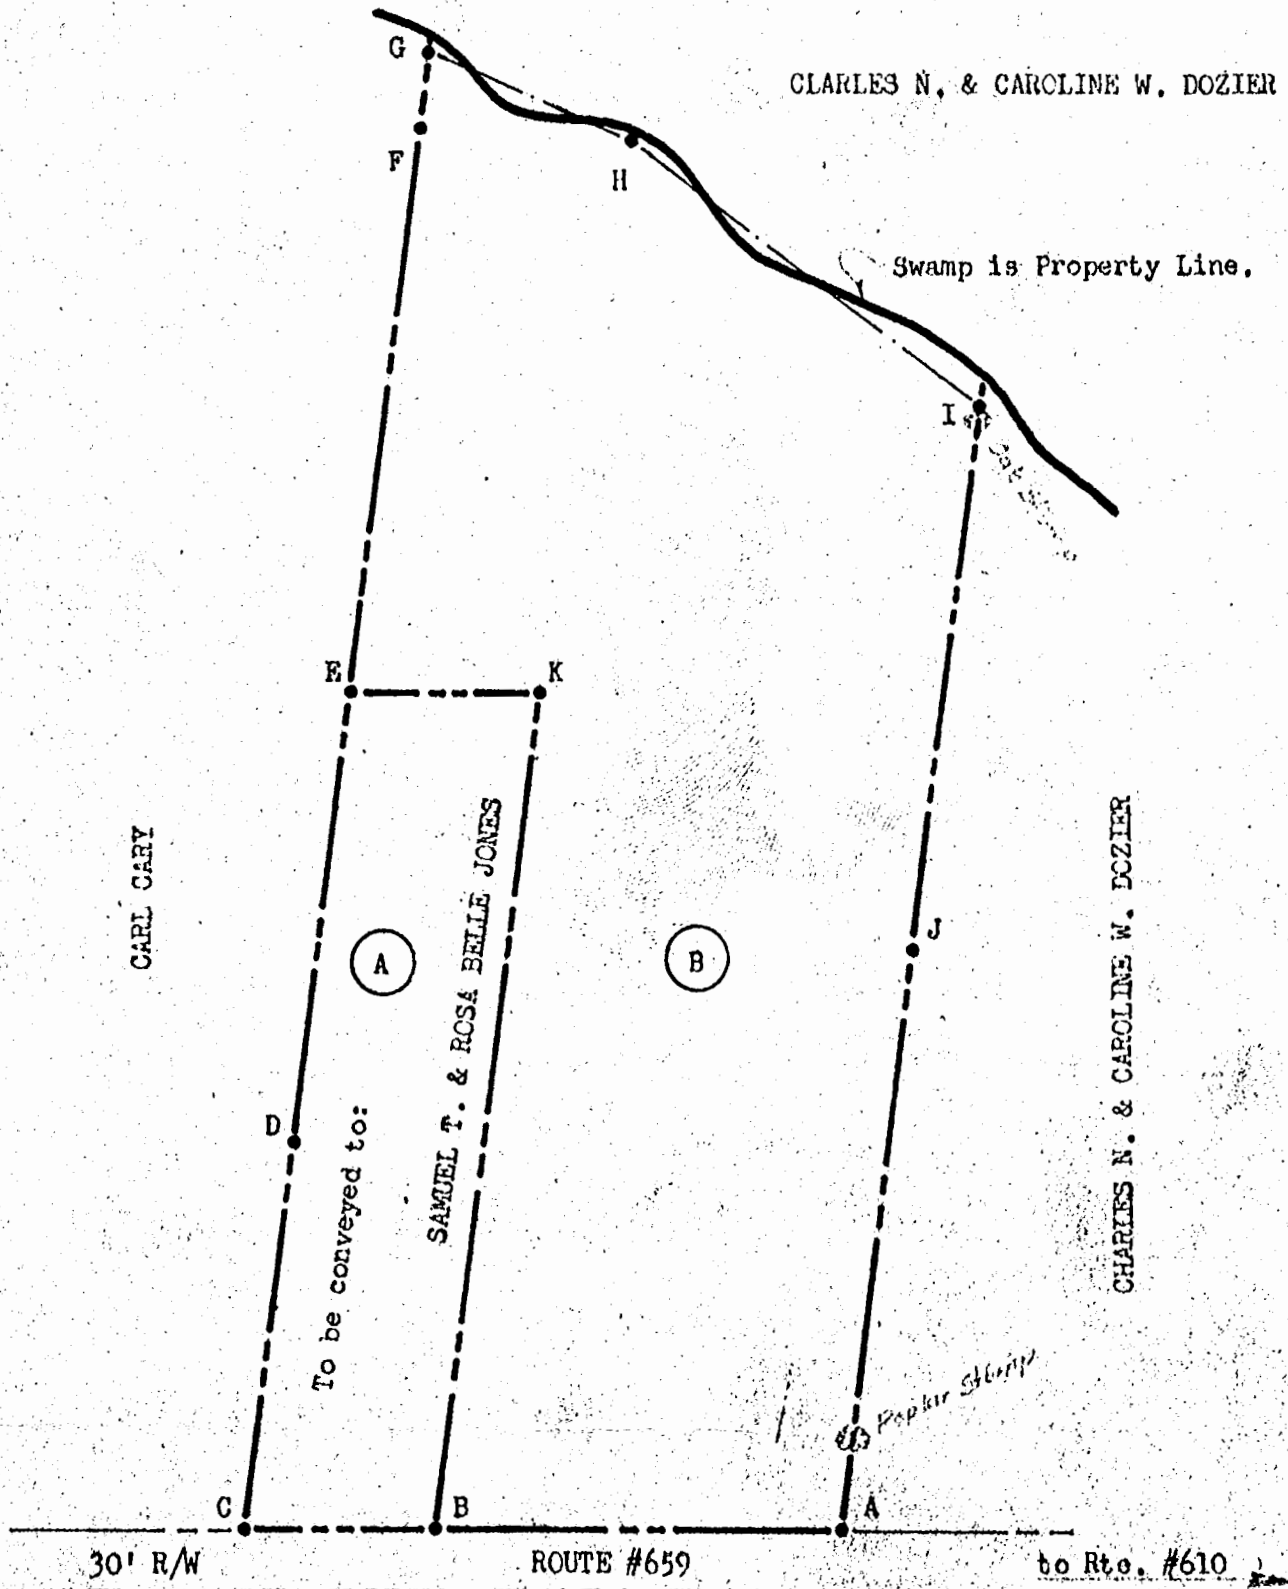 G
CLARLES N. & CAROLINE W. DOZIER
F
H
Swamp is Property Line.
I
E
K
CARL CARY
A
SAMUEL T. & ROSA BELLE JONES
B
J
CHARLES N. & CAROLINE W. DOZIER
D
To be conveyed to:
Poplar Stump
C
B
A
30' R/W
ROUTE #659
to Rte. #610